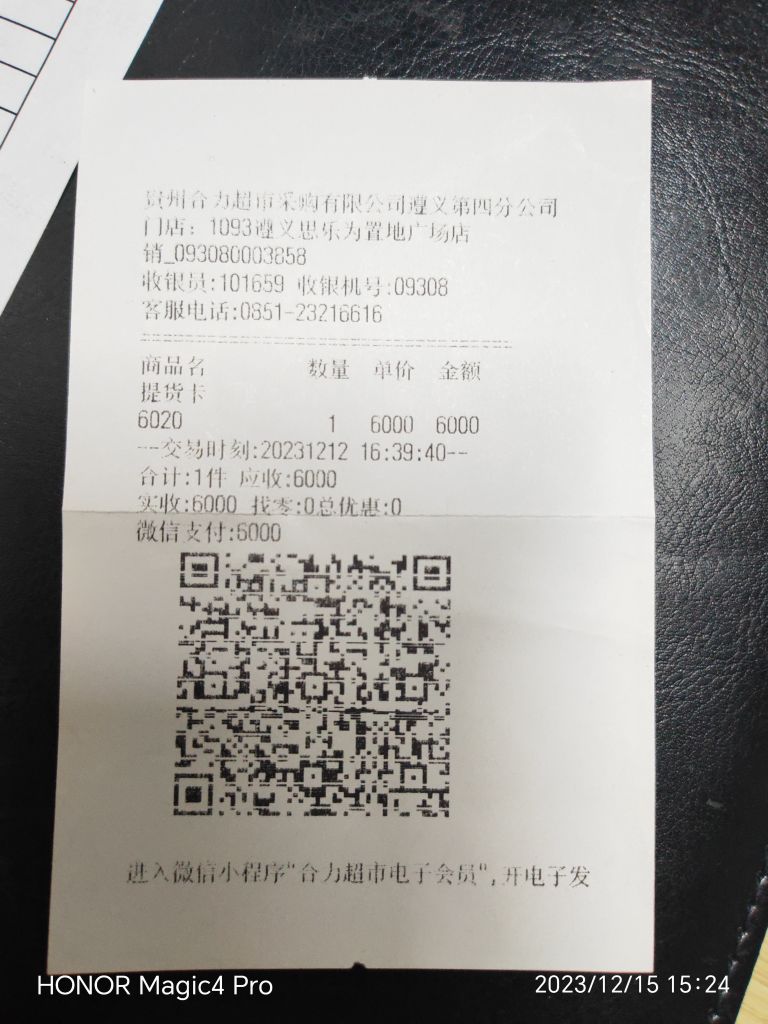 贵州合力超市采购有限公司遵义第四分公司
门店：1093遵义思乐为置地广场店
销_093080003858
收银员:101659 收银机号:09308
客服电话:0851-23216616
商品名 数量 单价 金额
提货卡
6020 1 6000 6000
--交易时刻:20231212 16:39:40--
合计:1件 应收:6000
实收:6000 找零:0总优惠:0
微信支付:6000
进入微信小程序"合力超市电子会员",开电子发
HONOR Magic4 Pro
2023/12/15 15:24